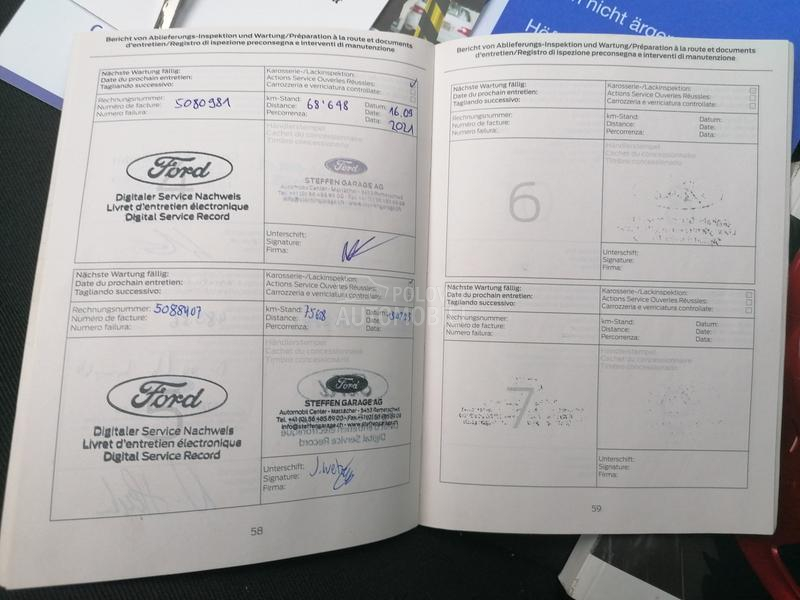 n nicht ärger
Bericht von Ablieferungs-Inspektion und Wartung/Préparation à la route et documents
d'entretien/Registro di ispezione preconsegna e interventi di manutenzione
Nächste Wartung fällig:
Date du prochain entretien:
Tagliando successivo:
Karosserie-/Lackinspektion:
Actions Service Ouvertes Réussies:
Carrozzeria e verniciatura controllate:
Rechnungsnummer: 5080981
Numéro de facture:
Numero failura:
km-Stand: 68'648
Distance:
Percorrenza:
Datum: 16.09
Date: 2021
Data:
Händlerstempel
Cachet du concessionnaire
Timbro concessionario
Ford
Digitaler Service Nachweis
Livret d'entretien électronique
Digital Service Record
Ford
STEFFEN GARAGE AG
Unterschrift:
Signature:
Firma:
Nächste Wartung fällig:
Date du prochain entretien:
Tagliando successivo:
Karosserie-/Lackinspektion:
Actions Service Ouvertes Réussies:
Carrozzeria e verniciatura controllate:
Rechnungsnummer: 5088407
Numéro de facture:
Numero failura:
km-Stand: 75608
Distance:
Percorrenza:
Datum:
Date:
Data:
Händlerstempel
Cachet du concessionnaire
Timbro concessionario
Ford
Digitaler Service Nachweis
Livret d'entretien électronique
Digital Service Record
Ford
STEFFEN GARAGE AG
Automobil Center - Mattächer - 5452
Unterschrift:
Signature:
Firma:
58
Bericht von Ablieferungs-Inspektion und Wartung/Préparation à la route et documents
d'entretien/Registro di ispezione preconsegna e interventi di manutenzione
Nächste Wartung fällig:
Date du prochain entretien:
Tagliando successivo:
Karosserie-/Lackinspektion:
Actions Service Ouvertes Réussies:
Carrozzeria e verniciatura controllate:
Rechnungsnummer:
Numéro de facture:
Numero failura:
km-Stand:
Distance:
Percorrenza:
Datum:
Date:
Data:
Händlerstempel
Cachet du concessionnaire
Timbro concessionario
6
Unterschrift:
Signature:
Firma:
Nächste Wartung fällig:
Date du prochain entretien:
Tagliando successivo:
Karosserie-/Lackinspektion:
Actions Service Ouvertes Réussies:
Carrozzeria e verniciatura controllate:
Rechnungsnummer:
Numéro de facture:
Numero failura:
km-Stand:
Distance:
Percorrenza:
Datum:
Date:
Data:
Händlerstempel
Cachet du concessionnaire
Timbro concessionario
7
Unterschrift:
Signature:
Firma:
59
POLOVNI
AUTOMOBILI